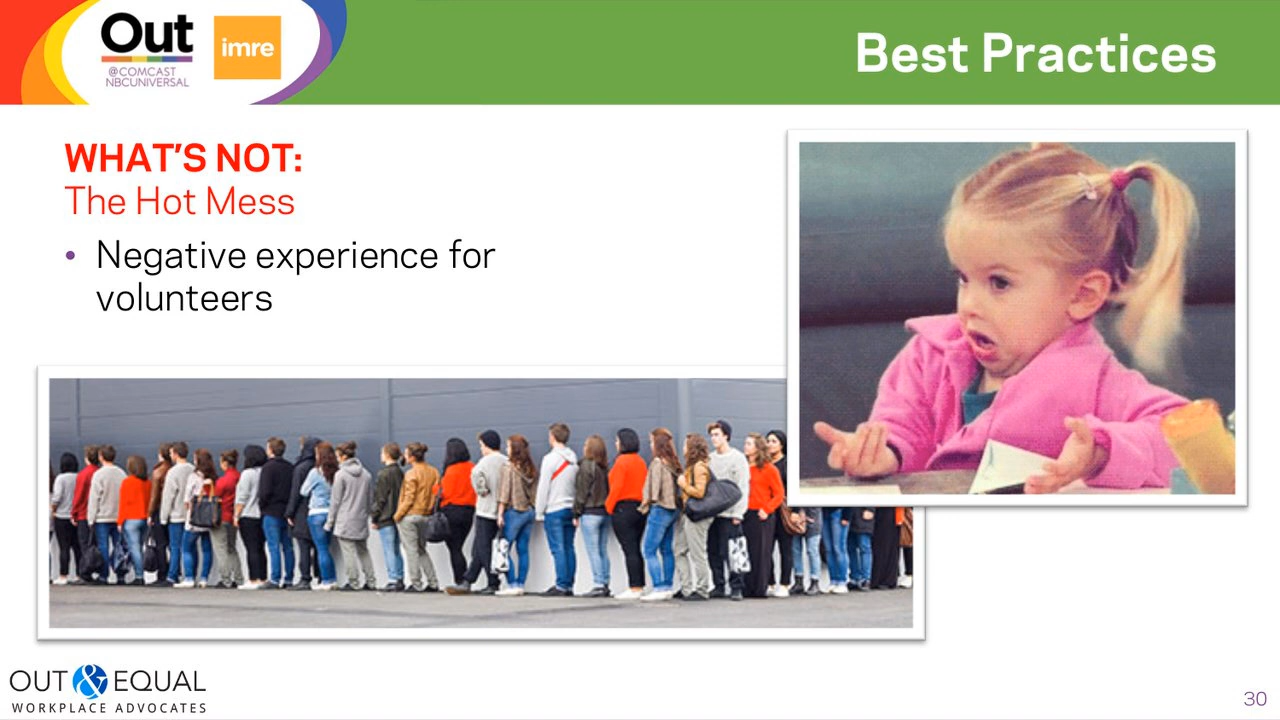 Out
@COMCAST
NBCUNIVERSAL
imre
Best Practices
WHAT'S NOT:
The Hot Mess
• Negative experience for
volunteers
OUT & EQUAL
WORKPLACE ADVOCATES
30